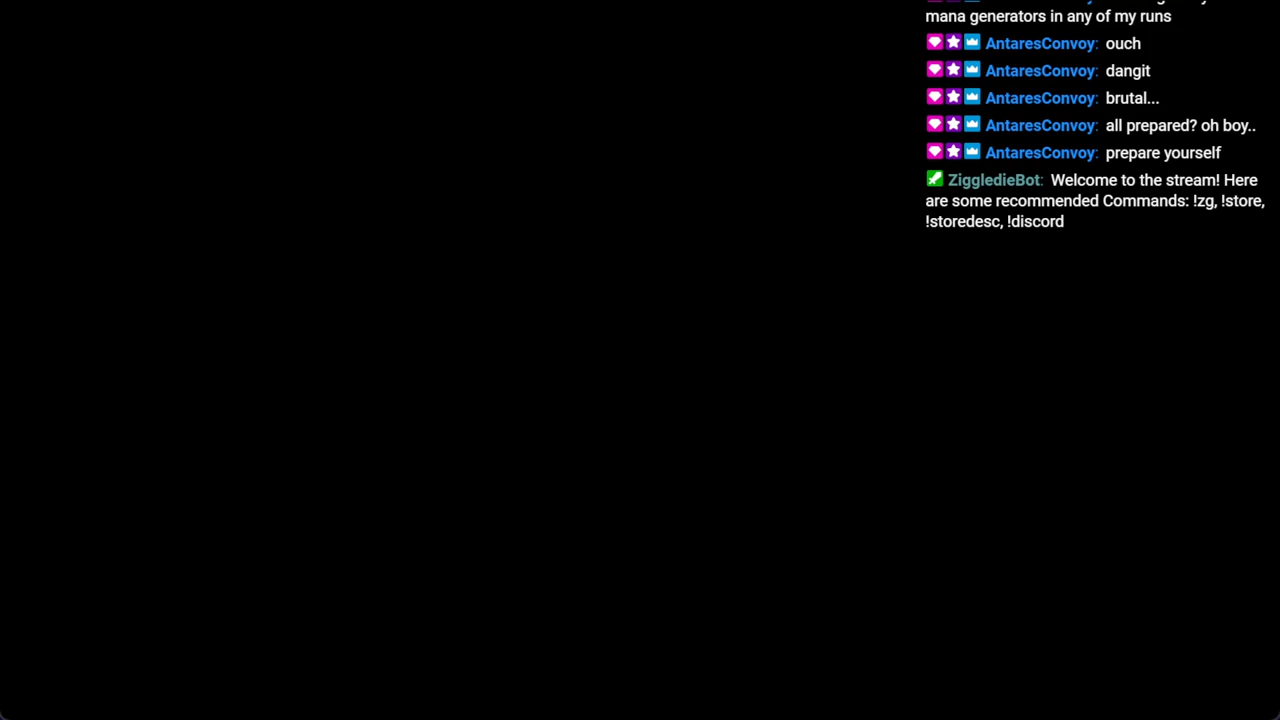 mana generators in any of my runs
AntaresConvoy: ouch
AntaresConvoy: dangit
AntaresConvoy: brutal...
AntaresConvoy: all prepared? oh boy..
AntaresConvoy: prepare yourself
ZiggledieBot: Welcome to the stream! Here
are some recommended Commands: !zg, !store,
!storedesc, !discord